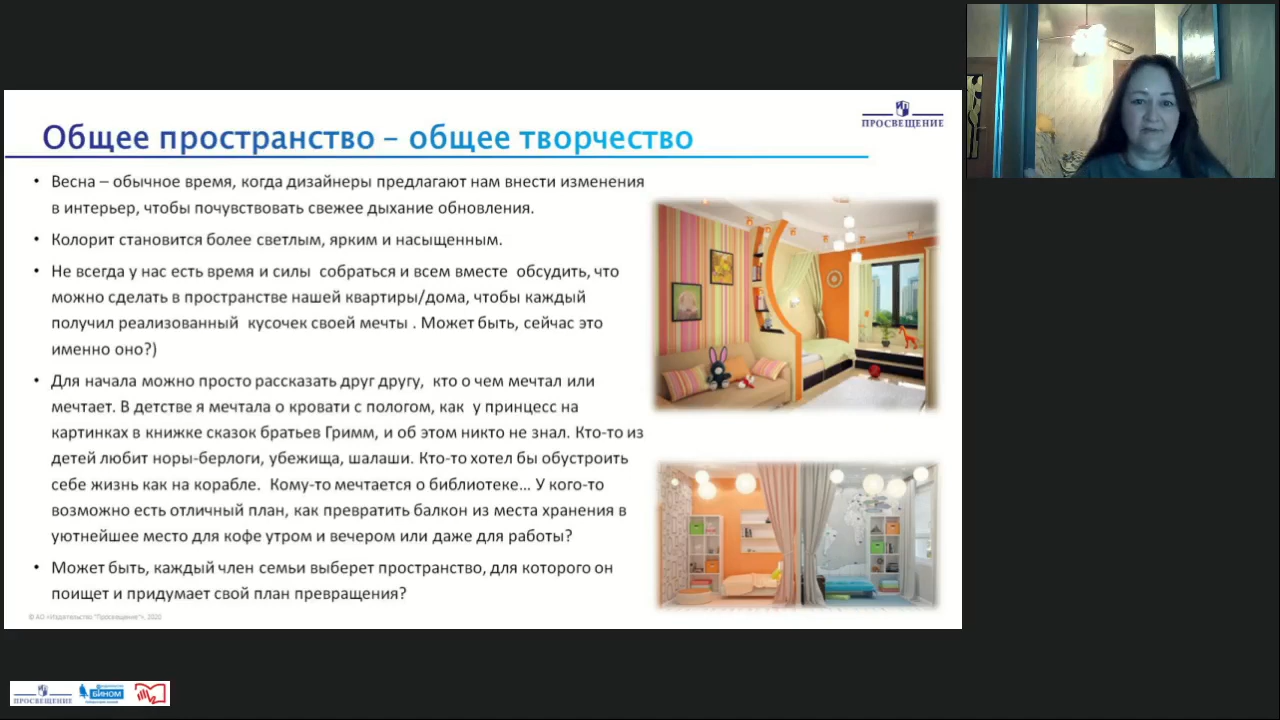 Общее пространство – общее творчество
ПРОСВЕЩЕНИЕ
• Весна – обычное время, когда дизайнеры предлагают нам внести изменения
в интерьер, чтобы почувствовать свежее дыхание обновления.
• Колорит становится более светлым, ярким и насыщенным.
• Не всегда у нас есть время и силы собраться и всем вместе обсудить, что
можно сделать в пространстве нашей квартиры/дома, чтобы каждый
получил реализованный кусочек своей мечты . Может быть, сейчас это
именно оно?)
• Для начала можно просто рассказать друг другу, кто о чем мечтал или
мечтает. В детстве я мечтала о кровати с пологом, как у принцесс на
картинках в книжке сказок братьев Гримм, и об этом никто не знал. Кто-то из
детей любит норы-берлоги, убежища, шалаши. Кто-то хотел бы обустроить
себе жизнь как на корабле. Кому-то мечтается о библиотеке… У кого-то
возможно есть отличный план, как превратить балкон из места хранения в
уютнейшее место для кофе утром и вечером или даже для работы?
• Может быть, каждый член семьи выберет пространство, для которого он
поищет и придумает свой план превращения?
© АО «Издательство "Просвещение"», 2020
ПРОСВЕЩЕНИЕ
БИНОМ